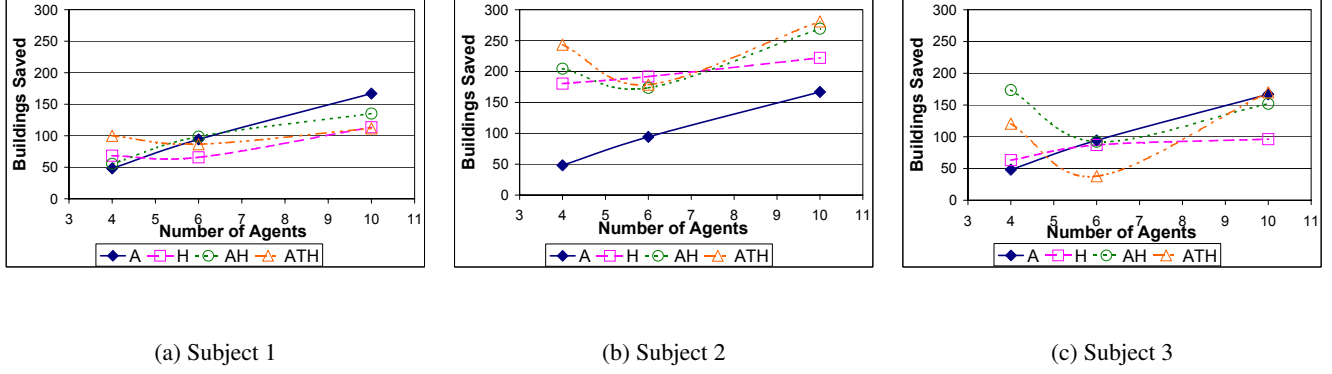 Buildings Saved
300
250
200
150
100
50
0
3 4 5 6 7 8 9 10 11
Number of Agents
A H AH ATH
(a) Subject 1
Buildings Saved
300
250
200
150
100
50
0
3 4 5 6 7 8 9 10 11
Number of Agents
A H AH ATH
(b) Subject 2
Buildings Saved
300
250
200
150
100
50
0
3 4 5 6 7 8 9 10 11
Number of Agents
A H AH ATH
(c) Subject 3